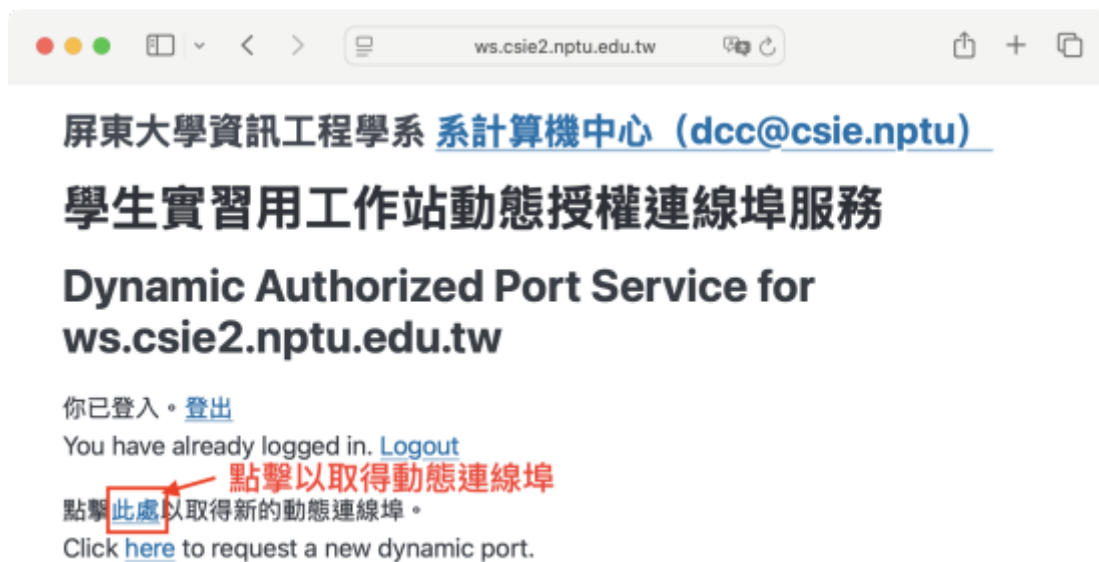 ws.csie2.nptu.edu.tw
屏東大學資訊工程學系 系計算機中心（dcc@csie.nptu）
學生實習用工作站動態授權連線埠服務
Dynamic Authorized Port Service for
ws.csie2.nptu.edu.tw
你已登入。登出
You have already logged in. Logout
點擊以取得動態連線埠
點擊此處以取得新的動態連線埠。
Click here to request a new dynamic port.